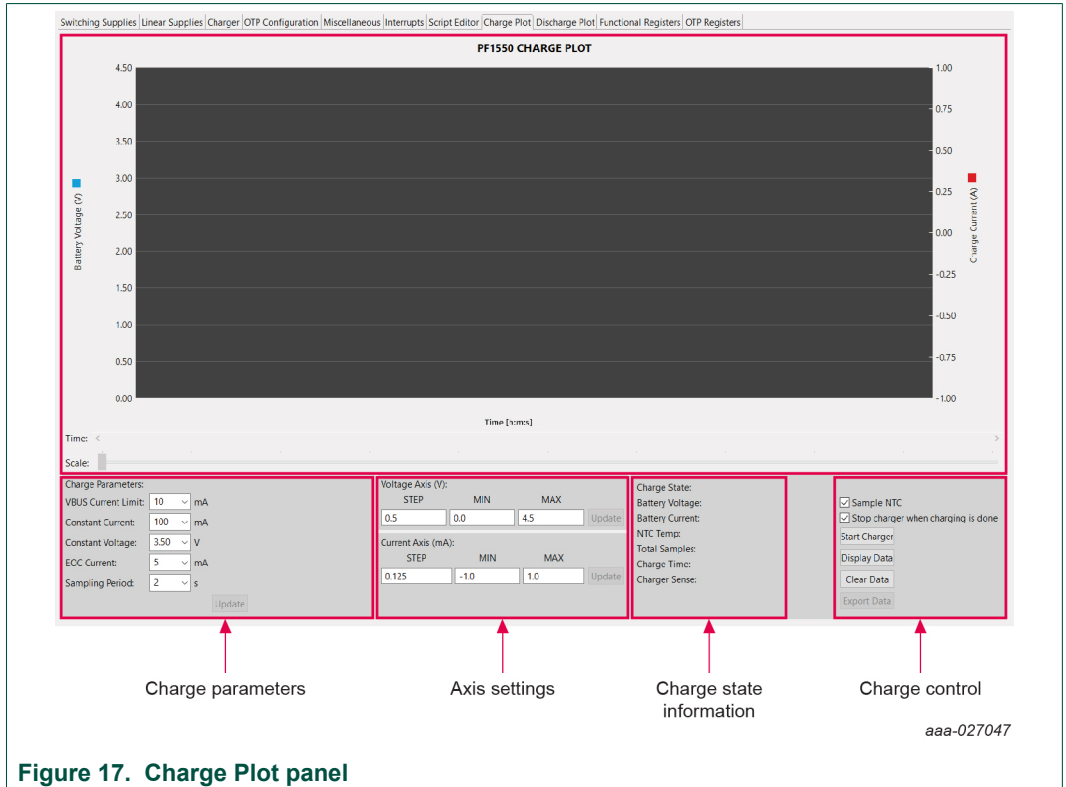 Switching Supplies Linear Supplies Charger OTP Configuration Miscellaneous Interrupts Script Editor Charge Plot Discharge Plot Functional Registers OTP Registers
PF1550 CHARGE PLOT
4.50
4.00
3.50
3.00
2.50
2.00
1.50
1.00
0.50
0.00
Battery Voltage (V)
1.00
0.75
0.50
0.25
0.00
-0.25
-0.50
-0.75
-1.00
Charge Current (A)
Time [h:m:s]
Time:
Scale:
Charge Parameters:
VBUS Current Limit: 10 mA
Constant Current: 100 mA
Constant Voltage: 3.50 V
EOC Current: 5 mA
Sampling Period: 2 s
Update
Voltage Axis (V):
STEP MIN MAX
0.5 0.0 4.5 Update
Current Axis (mA):
STEP MIN MAX
0.125 -1.0 1.0 Update
Charge State:
Battery Voltage:
Battery Current:
NTC Temp:
Total Samples:
Charge Time:
Charger Sense:
Sample NTC
Stop charger when charging is done
Start Charger
Display Data
Clear Data
Export Data
Charge parameters
Axis settings
Charge state
information
Charge control
aaa-027047
Figure 17. Charge Plot panel